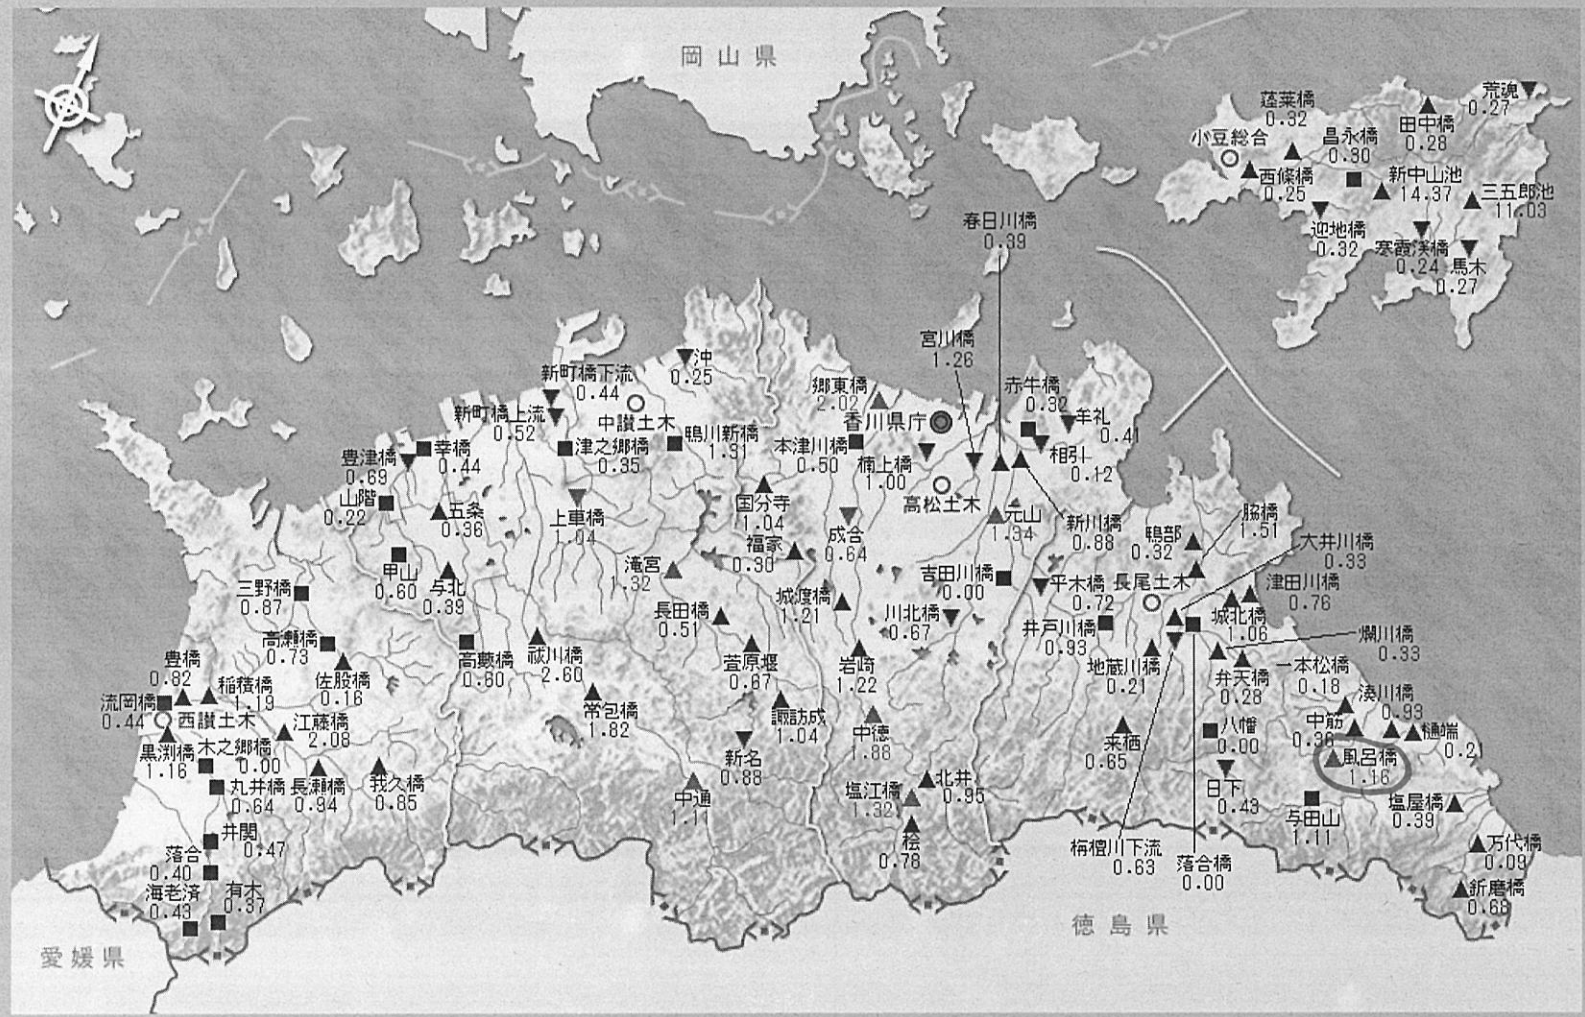 岡山県
荒魂
0.27
蓬莱橋
0.32
田中橋
0.28
小豆総合
昌永橋
0.30
西條橋
0.25
新中山池
14.37
三五郎池
11.03
迎地橋
0.32
寒霞渓橋
0.24
馬木
0.27
春日川橋
0.39
宮川橋
1.26
沖
0.25
新町橋下流
0.44
新町橋上流
0.52
中讃土木
郷東橋
2.02
香川県庁
赤牛橋
0.32
牟礼
0.41
相引
0.12
豊津橋
0.69
幸橋
0.44
津之郷橋
0.35
鴨川新橋
1.31
本津川橋
0.50
楠上橋
1.00
高松土木
山階
0.22
五条
0.36
上車橋
1.04
国分寺
1.04
成合
0.64
元山
1.34
新川橋
0.88
鴨部
0.32
脇橋
1.51
大井川橋
0.33
福家
0.30
甲山
0.60
与北
0.39
滝宮
1.32
吉田川橋
0.00
平木橋
0.72
長尾土木
津田川橋
0.76
城北橋
1.06
三野橋
0.87
長田橋
0.51
城渡橋
1.21
川北橋
0.67
井戸川橋
0.93
爛川橋
0.33
高瀬橋
0.73
佐股橋
0.16
高藪橋
0.60
祓川橋
2.60
萱原堰
0.67
岩崎
1.22
地蔵川橋
0.21
弁天橋
0.28
一本松橋
0.18
豊橋
0.82
稲積橋
1.19
流岡橋
0.44
西讃土木
江藤橋
2.08
常包橋
1.82
諏訪成
1.04
中徳
1.88
来栖
0.65
八幡
0.00
湊川橋
0.93
中筋
0.36
樋端
0.2
黒渕橋
1.16
木之郷橋
0.00
新名
0.88
風呂橋
1.16
丸井橋
0.64
長瀬橋
0.94
我久橋
0.85
中通
1.11
塩江橋
1.32
北井
0.95
日下
0.43
与田山
1.11
塩屋橋
0.39
井関
0.47
桧
0.78
栴檀川下流
0.63
落合橋
0.00
万代橋
0.09
落合
0.40
海老済
0.43
有木
0.37
釿磨橋
0.68
徳島県
愛媛県